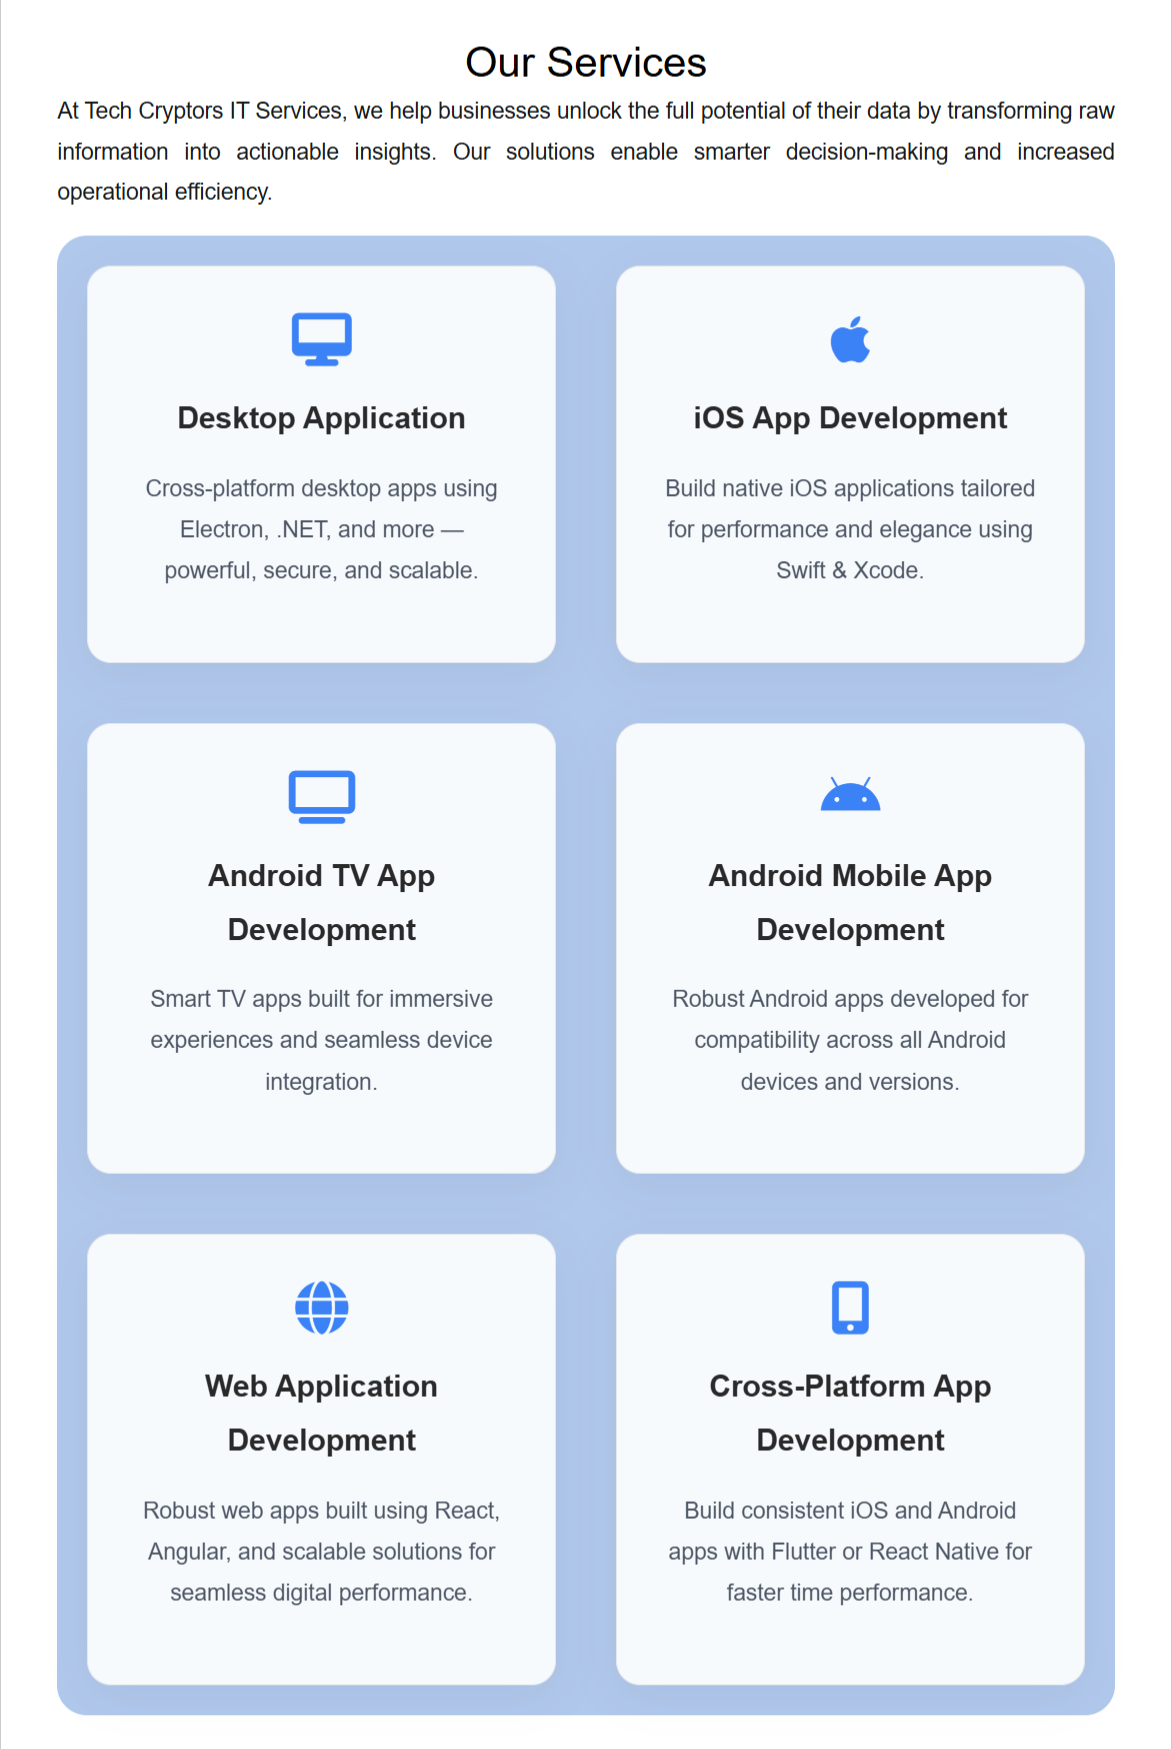 Our Services
At Tech Cryptors IT Services, we help businesses unlock the full potential of their data by transforming raw
information into actionable insights. Our solutions enable smarter decision-making and increased
operational efficiency.
Desktop Application
Cross-platform desktop apps using
Electron, .NET, and more —
powerful, secure, and scalable.
iOS App Development
Build native iOS applications tailored
for performance and elegance using
Swift & Xcode.
Android TV App
Development
Smart TV apps built for immersive
experiences and seamless device
integration.
Android Mobile App
Development
Robust Android apps developed for
compatibility across all Android
devices and versions.
Web Application
Development
Robust web apps built using React,
Angular, and scalable solutions for
seamless digital performance.
Cross-Platform App
Development
Build consistent iOS and Android
apps with Flutter or React Native for
faster time performance.